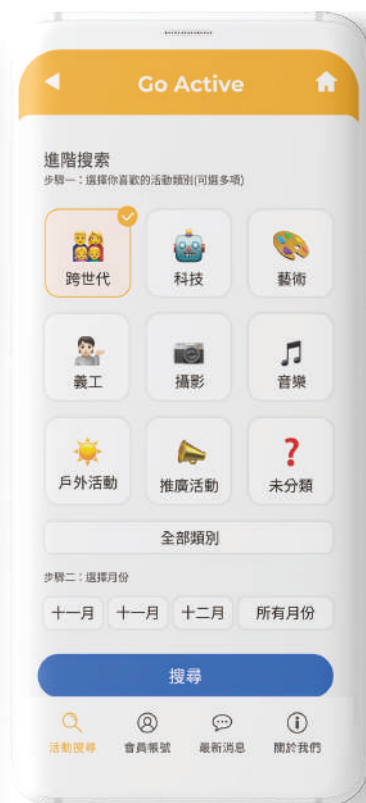 Go Active
進階搜索
步驟一：選擇你喜歡的活動類別(可選多項)
跨世代 科技 藝術
義工 攝影 音樂
戶外活動 推廣活動 未分類
全部類別
步驟二：選擇月份
十一月 十一月 十二月 所有月份
搜尋
活動搜尋 會員帳號 最新消息 關於我們